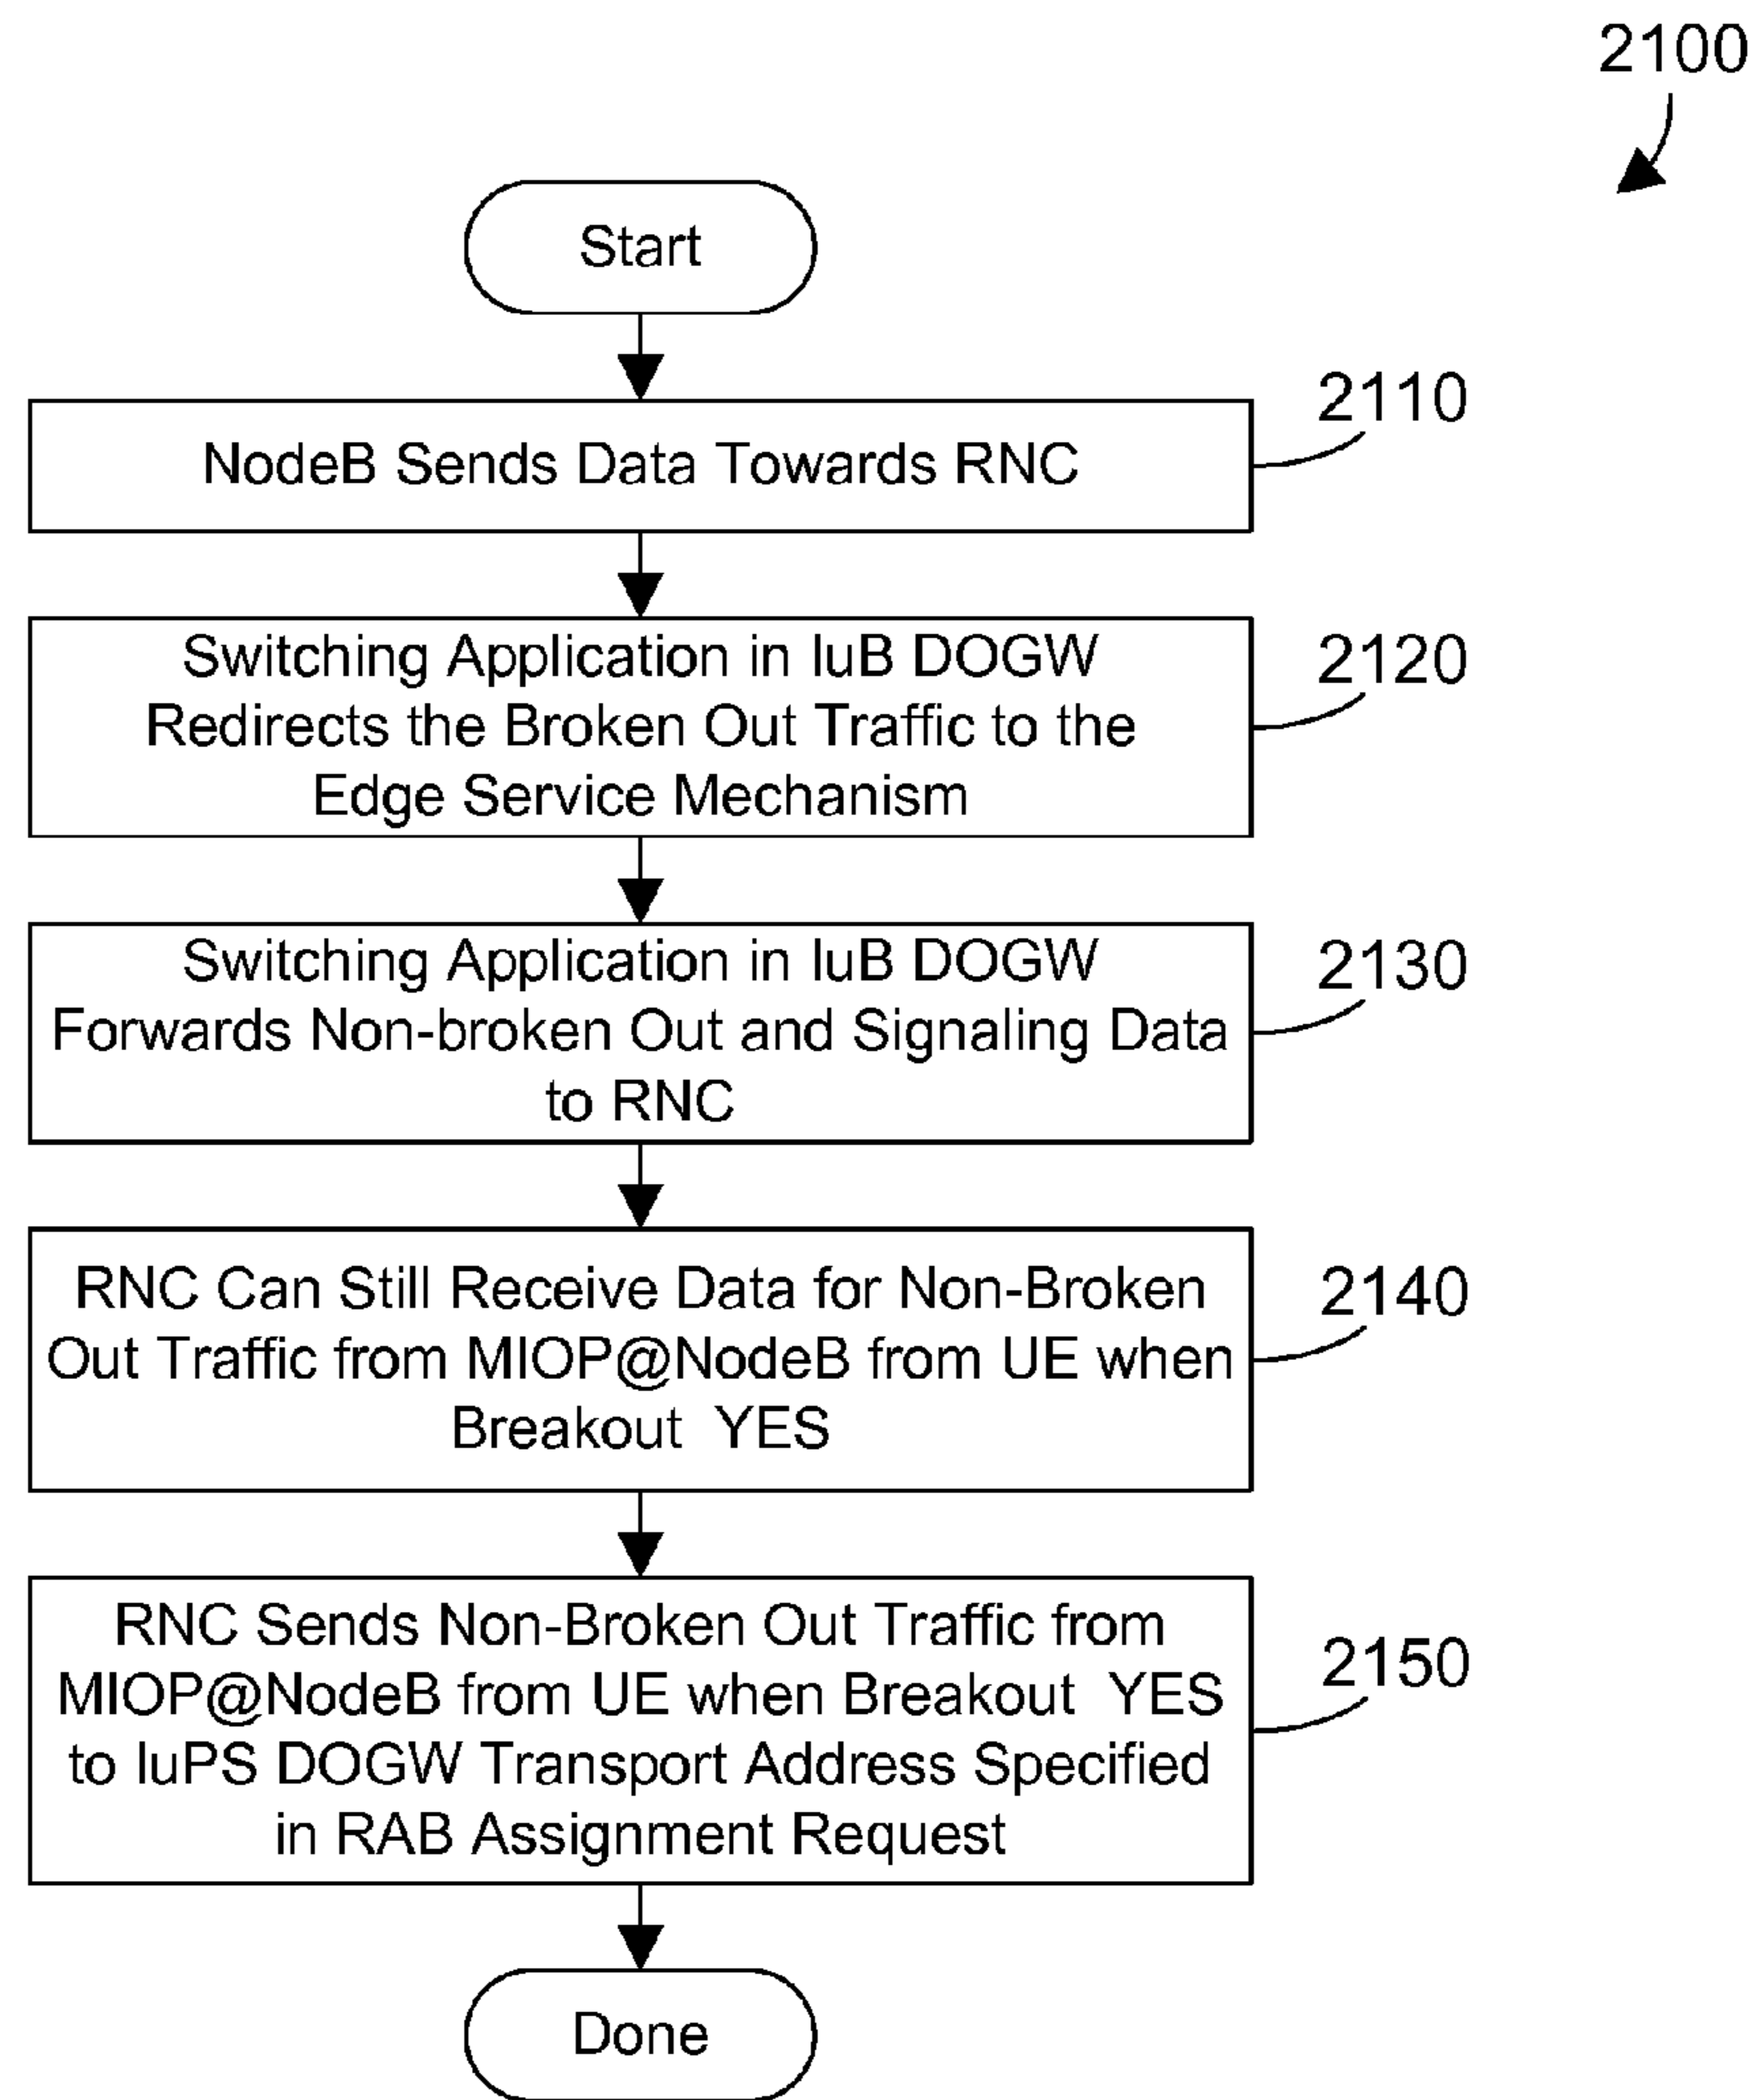 2100
Start
2110
NodeB Sends Data Towards RNC
2120
Switching Application in IuB DOGW
Redirects the Broken Out Traffic to the
Edge Service Mechanism
2130
Switching Application in IuB DOGW
Forwards Non-broken Out and Signaling Data
to RNC
2140
RNC Can Still Receive Data for Non-Broken
Out Traffic from MIOP@NodeB from UE when
Breakout YES
2150
RNC Sends Non-Broken Out Traffic from
MIOP@NodeB from UE when Breakout YES
to IuPS DOGW Transport Address Specified
in RAB Assignment Request
Done